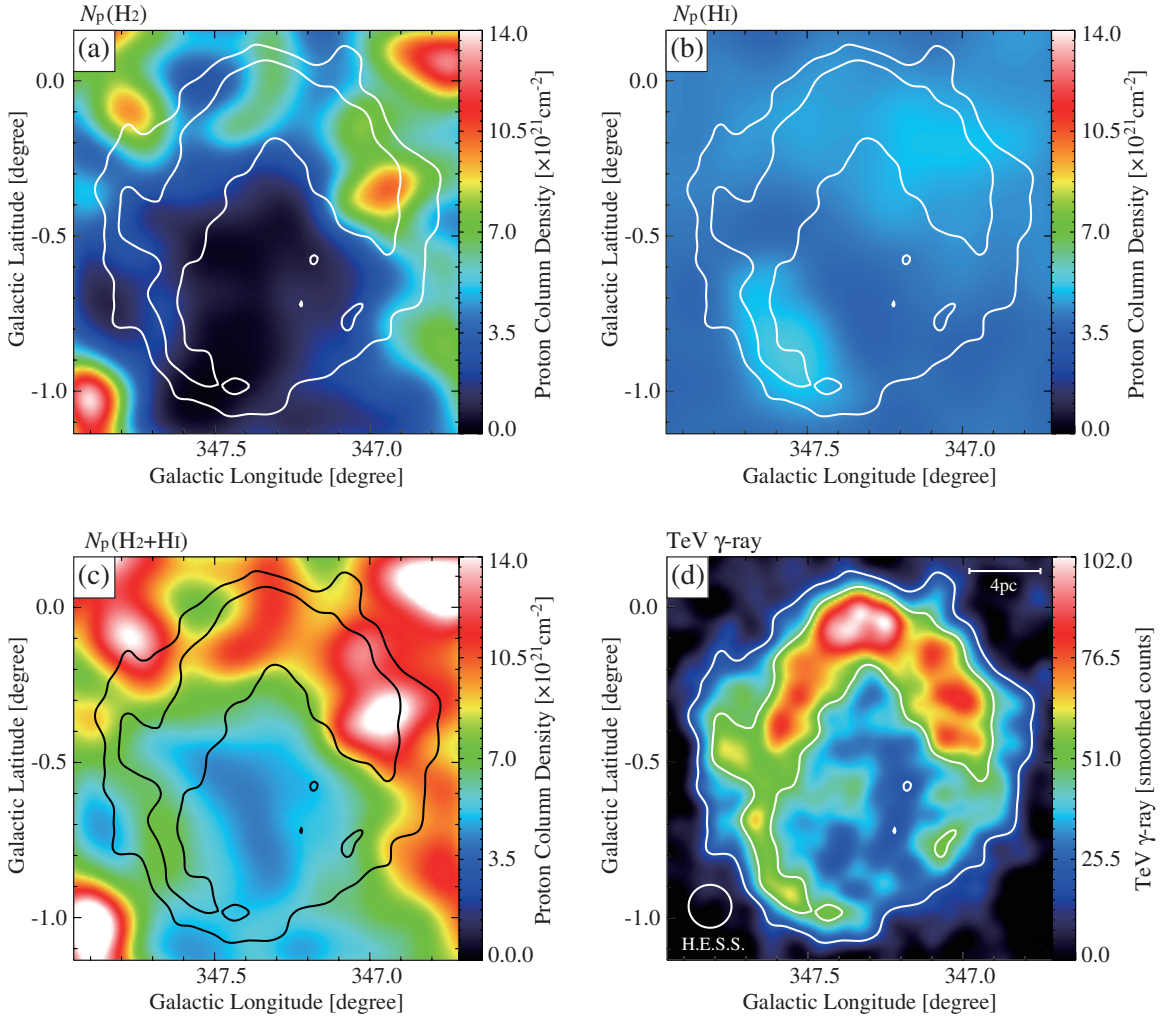 Np(H2)
(a)
14.0
10.5
7.0
3.5
0.0
Proton Column Density [×10²¹cm⁻²]
0.0
-0.5
-1.0
Galactic Latitude [degree]
347.5
347.0
Galactic Longitude [degree]
Np(HI)
(b)
14.0
10.5
7.0
3.5
0.0
Proton Column Density [×10²¹cm⁻²]
0.0
-0.5
-1.0
Galactic Latitude [degree]
347.5
347.0
Galactic Longitude [degree]
Np(H2+HI)
(c)
14.0
10.5
7.0
3.5
0.0.0
Proton Column Density [×10²¹cm⁻²]
0.0
-0.5
-1.0
Galactic Latitude [degree]
347.5
347.0
Galactic Longitude [degree]
TeV γ-ray
(d)
4pc
H.E.S.S.
102.0
76.5
51.0
25.5
0.0
TeV γ-ray [smoothed counts]
0.0
-0.5
-1.0
Galactic Latitude [degree]
347.5
347.0
Galactic Longitude [degree]